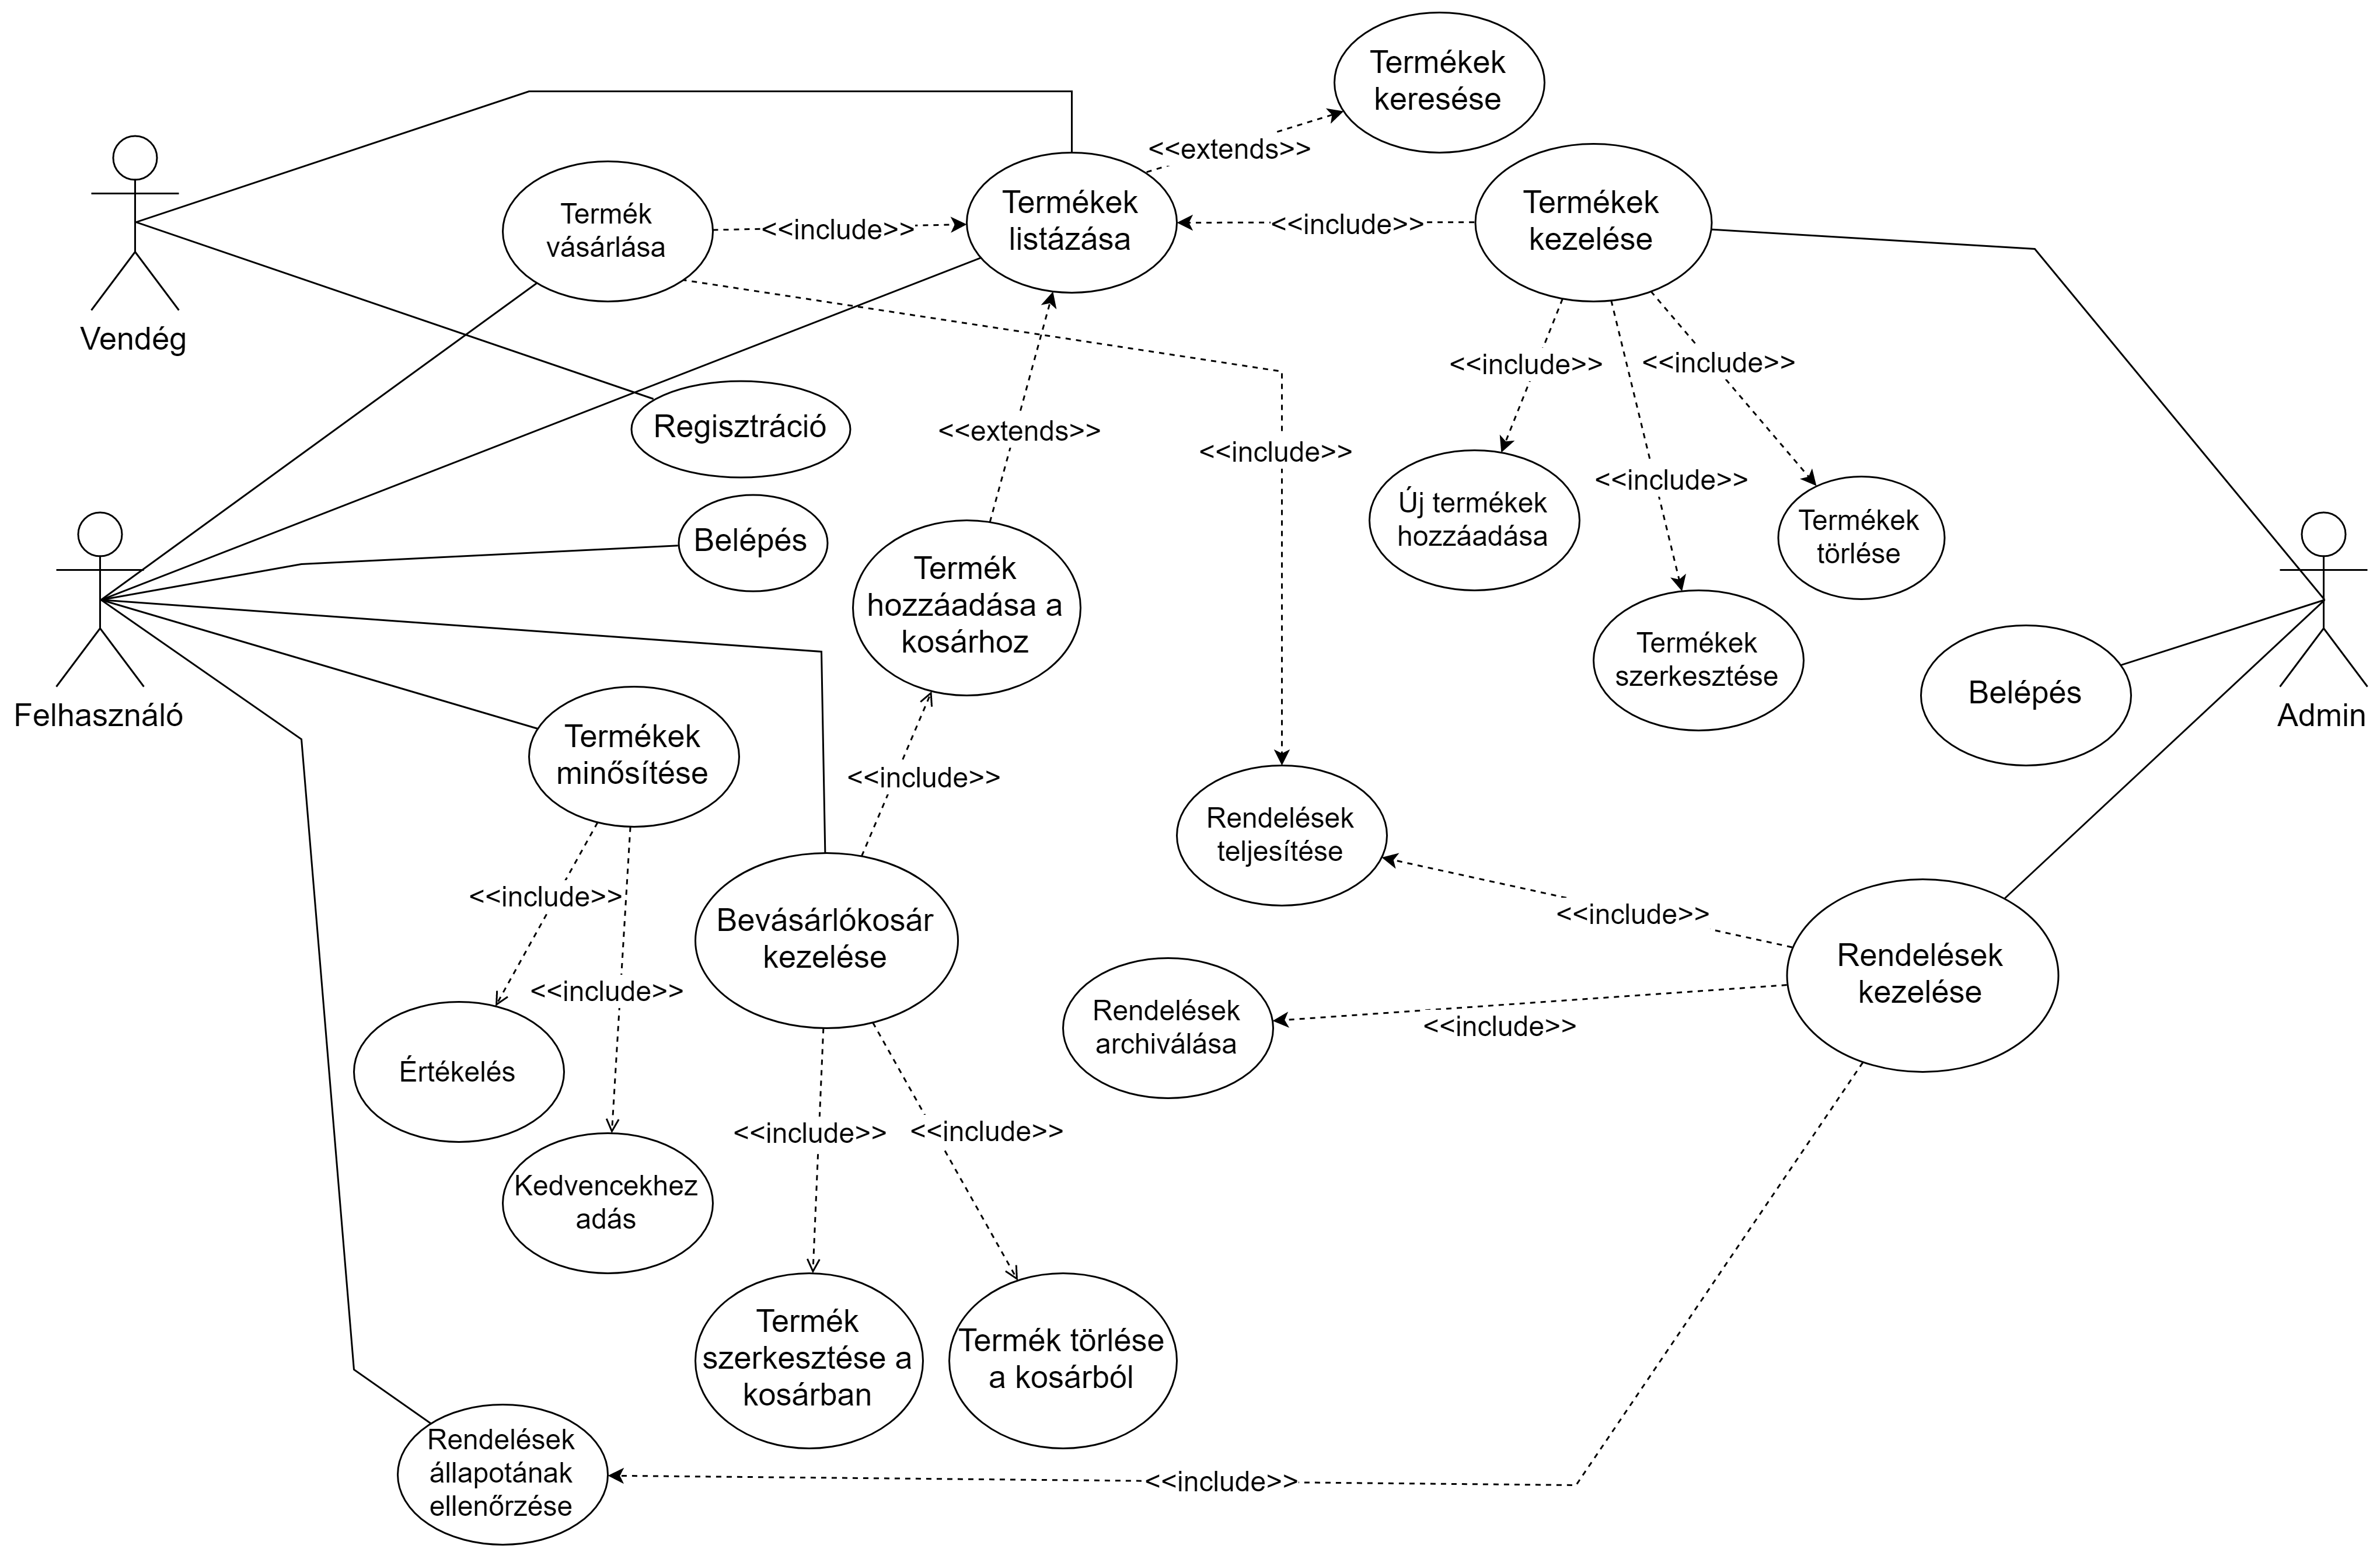 Termékek
keresése
<<extends>>
Termék
vásárlása
<<include>>
Termékek
listázása
<<include>>
Termékek
kezelése
Vendég
<<include>>
<<include>>
Regisztráció
<<extends>>
<<include>>
<<include>>
Új termékek
hozzáadása
Termékek
törlése
Belépés
Termék
hozzáadása a
kosárhoz
Termékek
szerkesztése
Belépés
Felhasználó
Admin
Termékek
minősítése
<<include>>
Rendelések
teljesítése
<<include>>
<<include>>
Bevásárlókosár
kezelése
Rendelések
kezelése
<<include>>
Rendelések
archiválása
<<include>>
Értékelés
<<include>>
<<include>>
Kedvencekhez
adás
Termék
szerkesztése a
kosárban
Termék törlése
a kosárból
Rendelések
állapotának
ellenőrzése
<<include>>